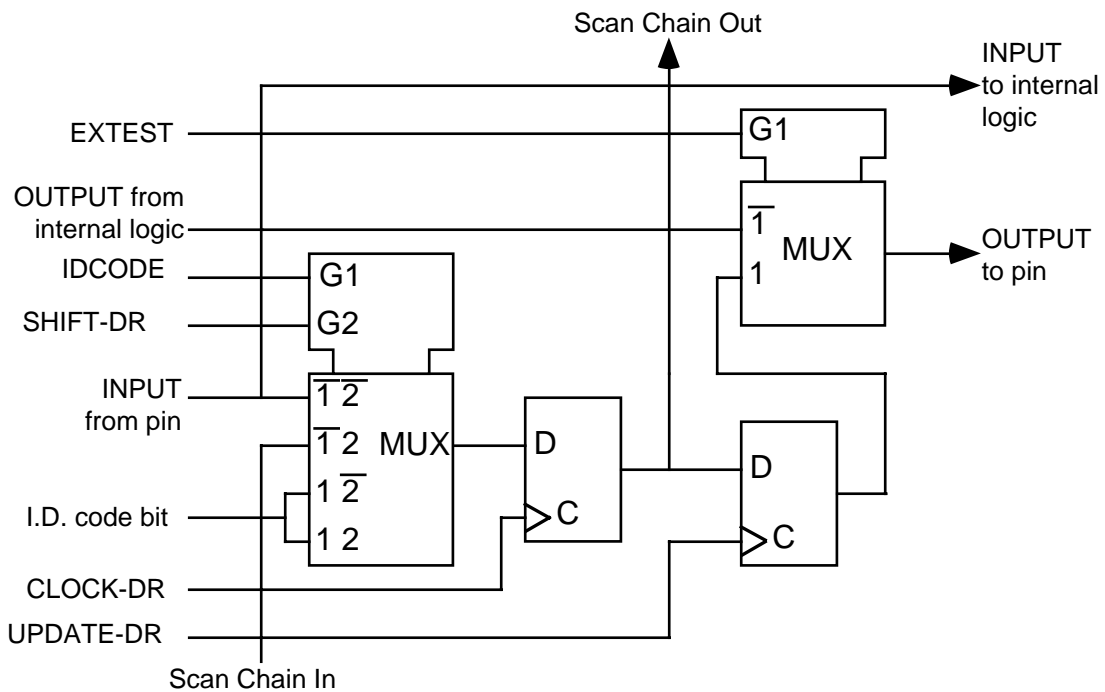 Scan Chain Out
INPUT
to internal
logic
EXTEST
G1
OUTPUT from
internal logic
1̅
MUX
1
OUTPUT
to pin
IDCODE
G1
SHIFT-DR
G2
INPUT
from pin
1̅ 2̅
1̅ 2
MUX
D
C
D
C
1 2̅
I.D. code bit
1 2
CLOCK-DR
UPDATE-DR
Scan Chain In